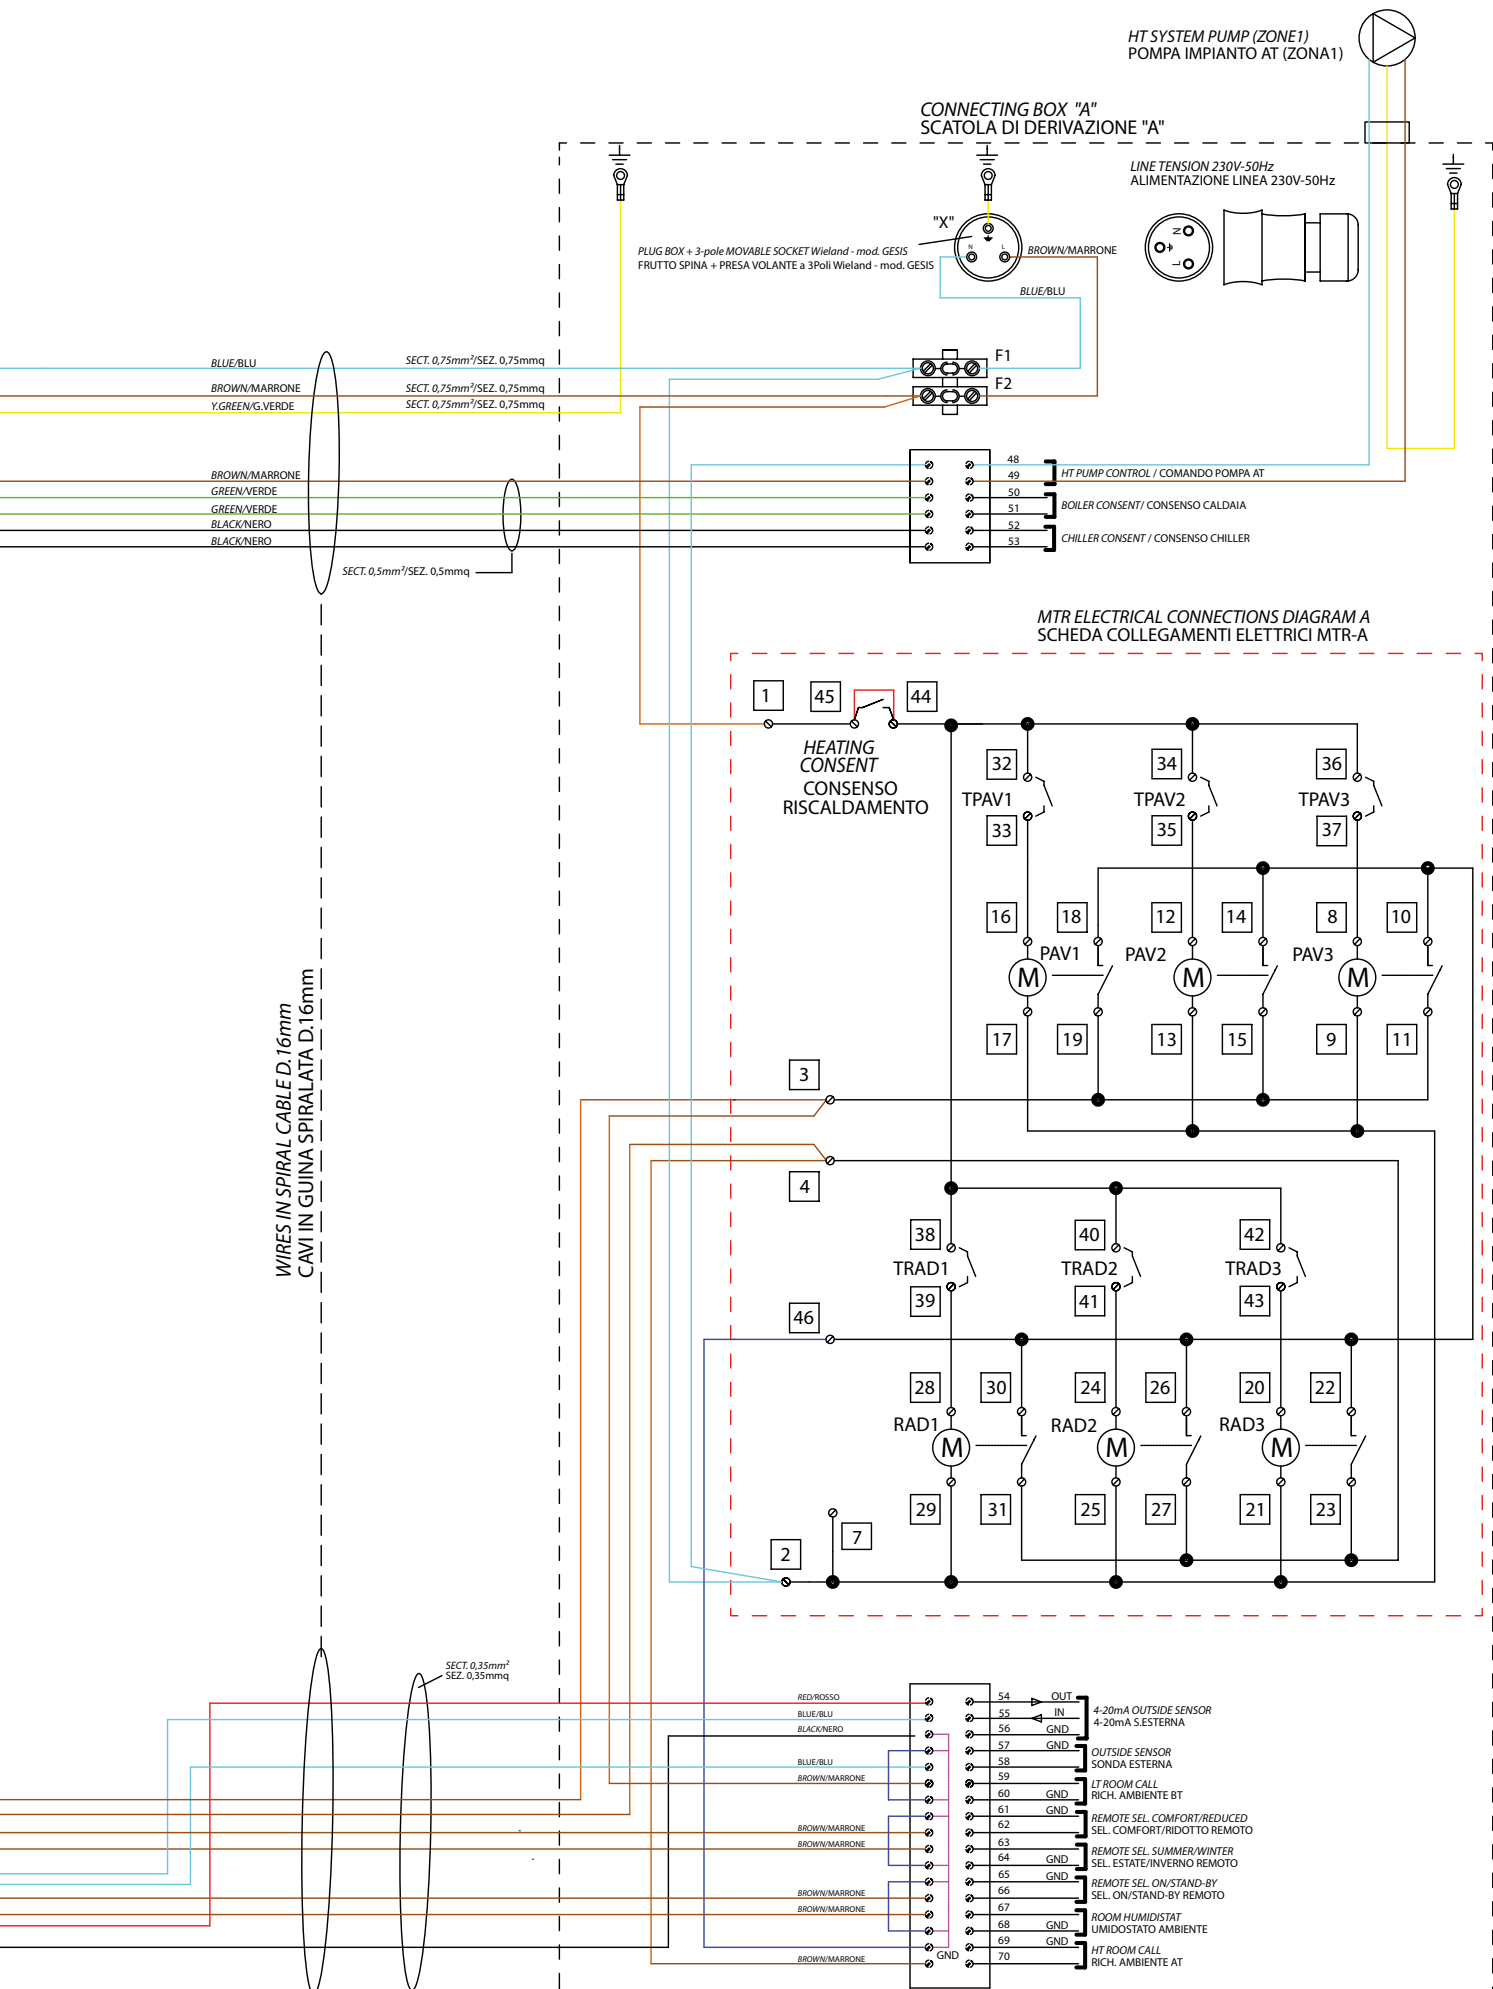 HT SYSTEM PUMP (ZONE1)
POMPA IMPIANTO AT (ZONA1)
CONNECTING BOX "A"
SCATOLA DI DERIVAZIONE "A"
LINE TENSION 230V-50Hz
ALIMENTAZIONE LINEA 230V-50Hz
"X"
N L
N
L
PLUG BOX + 3-pole MOVABLE SOCKET Wieland - mod. GESIS
FRUTTO SPINA + PRESA VOLANTE a 3Poli Wieland - mod. GESIS
BROWN/MARRONE
BLUE/BLU
F1
F2
BLUE/BLU SECT. 0,75mm²/SEZ. 0,75mmq
BROWN/MARRONE SECT. 0,75mm²/SEZ. 0,75mmq
Y.GREEN/G.VERDE SECT. 0,75mm²/SEZ. 0,75mmq
BROWN/MARRONE
GREEN/VERDE
GREEN/VERDE
BLACK/NERO
BLACK/NERO
SECT. 0,5mm²/SEZ. 0,5mmq
48
49
HT PUMP CONTROL / COMANDO POMPA AT
50
51
BOILER CONSENT/ CONSENSO CALDAIA
52
53
CHILLER CONSENT / CONSENSO CHILLER
MTR ELECTRICAL CONNECTIONS DIAGRAM A
SCHEDA COLLEGAMENTI ELETTRICI MTR-A
1 45 44
HEATING
CONSENT
CONSENSO
RISCALDAMENTO
32 34 36
TPAV1 TPAV2 TPAV3
33 35 37
16 18 12 14 8 10
PAV1 PAV2 PAV3
M M M
17 19 13 15 9 11
3
4
38 40 42
TRAD1 TRAD2 TRAD3
39 41 43
46
28 30 24 26 20 22
RAD1 RAD2 RAD3
M M M
29 31 25 27 21 23
7
2
WIRES IN SPIRAL CABLE D.16mm
CAVI IN GUINA SPIRALATA D.16mm
SECT. 0,35mm²
SEZ. 0,35mmq
RED/ROSSO
BLUE/BLU
BLACK/NERO
BLUE/BLU
BROWN/MARRONE
BROWN/MARRONE
BROWN/MARRONE
BROWN/MARRONE
BROWN/MARRONE
BROWN/MARRONE
GND
54 OUT
55 IN
56 GND
4-20mA OUTSIDE SENSOR
4-20mA S.ESTERNA
57 GND
58
OUTSIDE SENSOR
SONDA ESTERNA
59
60 GND
LT ROOM CALL
RICH. AMBIENTE BT
61 GND
62
REMOTE SEL. COMFORT/REDUCED
SEL. COMFORT/RIDOTTO REMOTO
63
64 GND
REMOTE SEL. SUMMER/WINTER
SEL. ESTATE/INVERNO REMOTO
65 GND
66
REMOTE SEL. ON/STAND-BY
SEL. ON/STAND-BY REMOTO
67
68 GND
ROOM HUMIDISTAT
UMIDOSTATO AMBIENTE
69 GND
70
HT ROOM CALL
RICH. AMBIENTE AT